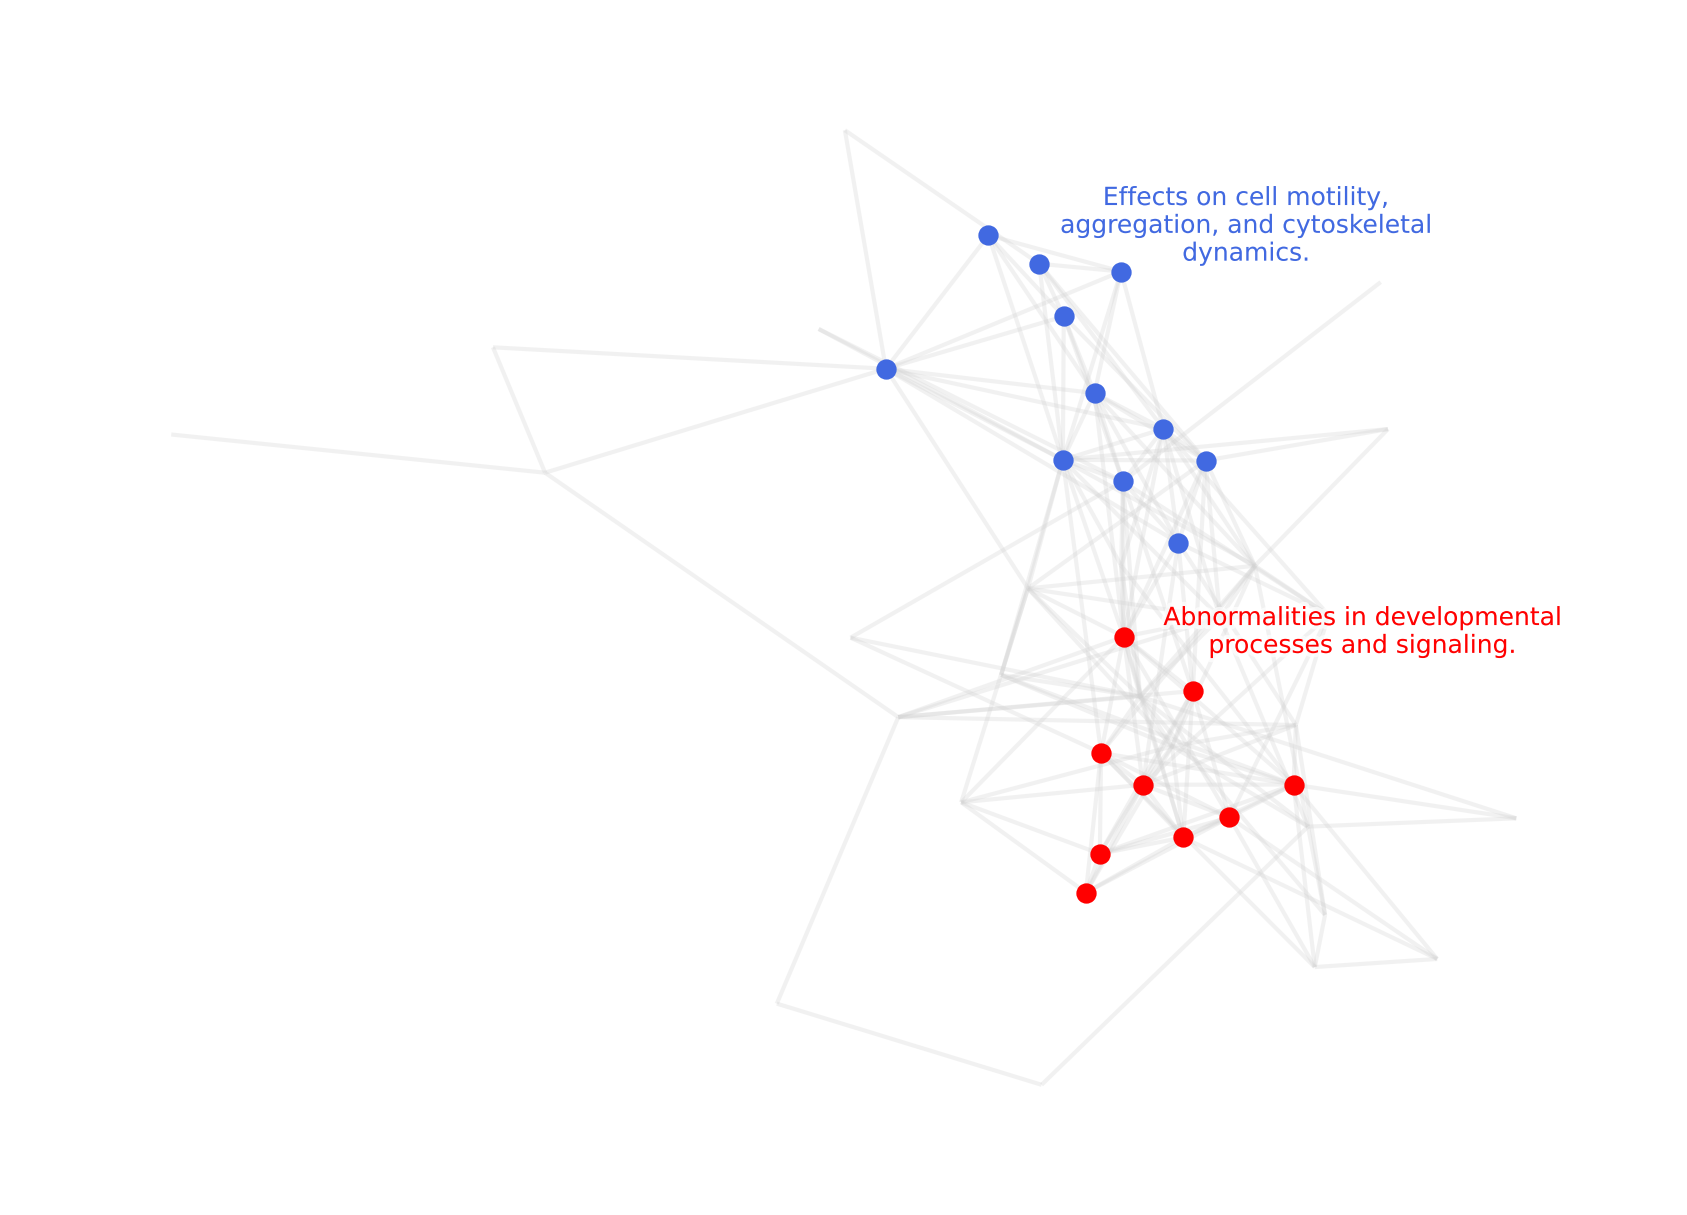 Effects on cell motility,
aggregation, and cytoskeletal
dynamics.
Abnormalities in developmental
processes and signaling.